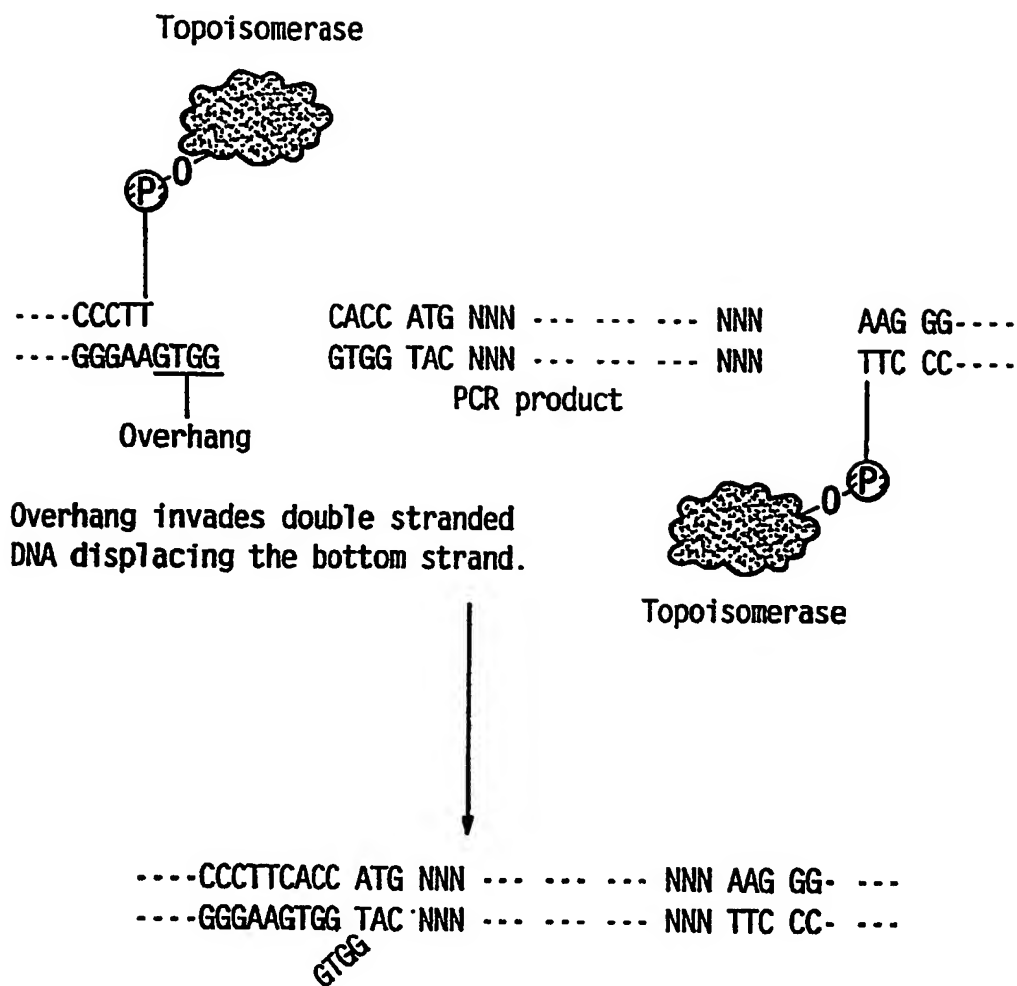 Topoisomerase
P-O
----CCCTT
----GGGAAGTGG
Overhang
CACC ATG NNN --- --- --- NNN
GTGG TAC NNN --- --- --- NNN
PCR product
AAG GG----
TTC CC----
O-P
Topoisomerase
Overhang invades double stranded
DNA displacing the bottom strand.
----CCCTTCACC ATG NNN --- --- --- NNN AAG GG- ---
----GGGAAGTGG TAC NNN --- --- --- NNN TTC CC- ---
GTGG